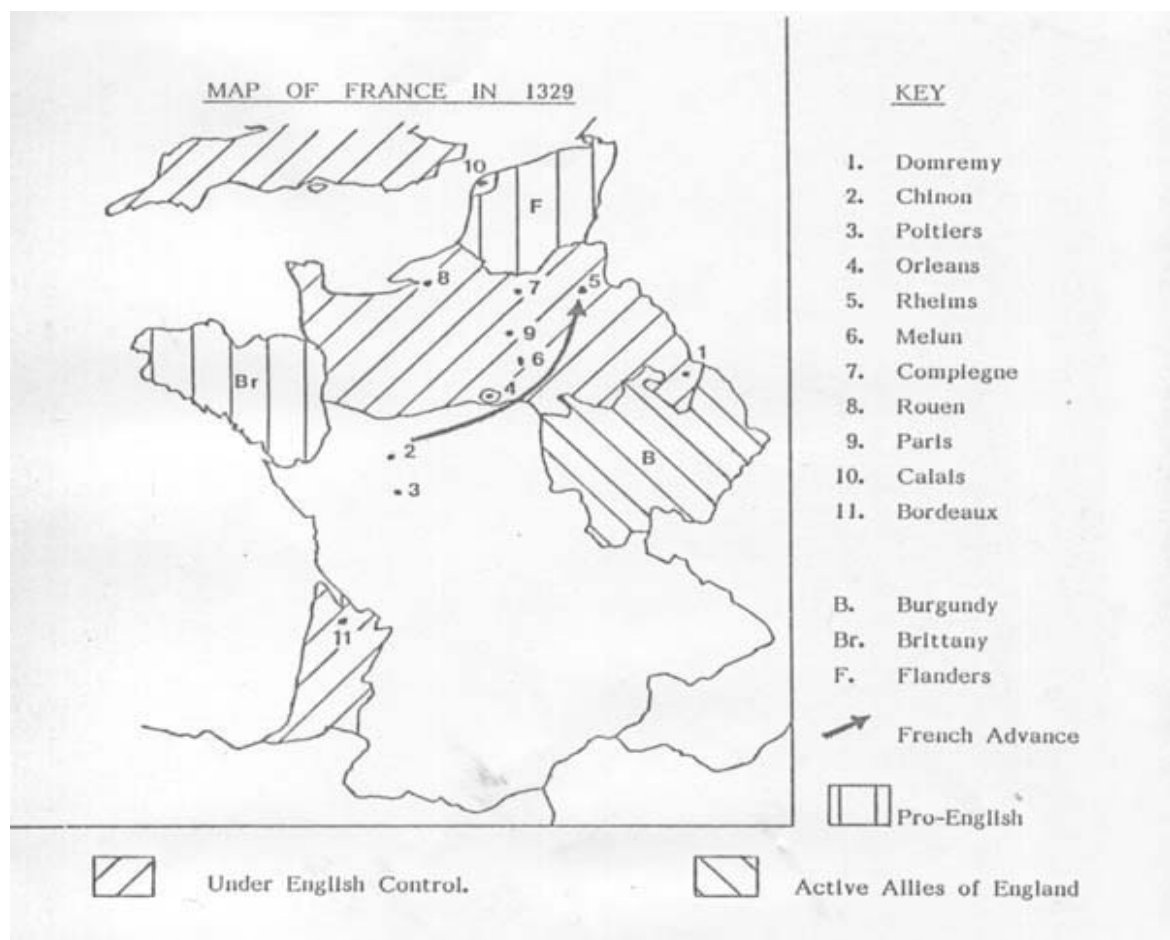 MAP OF FRANCE IN 1329
10
F
8
7
5
9
6
1
4
Br
2
B
3
11
KEY
1. Domremy
2. Chinon
3. Poitiers
4. Orleans
5. Rheims
6. Melun
7. Compiegne
8. Rouen
9. Paris
10. Calais
11. Bordeaux
B. Burgundy
Br. Brittany
F. Flanders
French Advance
Pro-English
Under English Control.
Active Allies of England